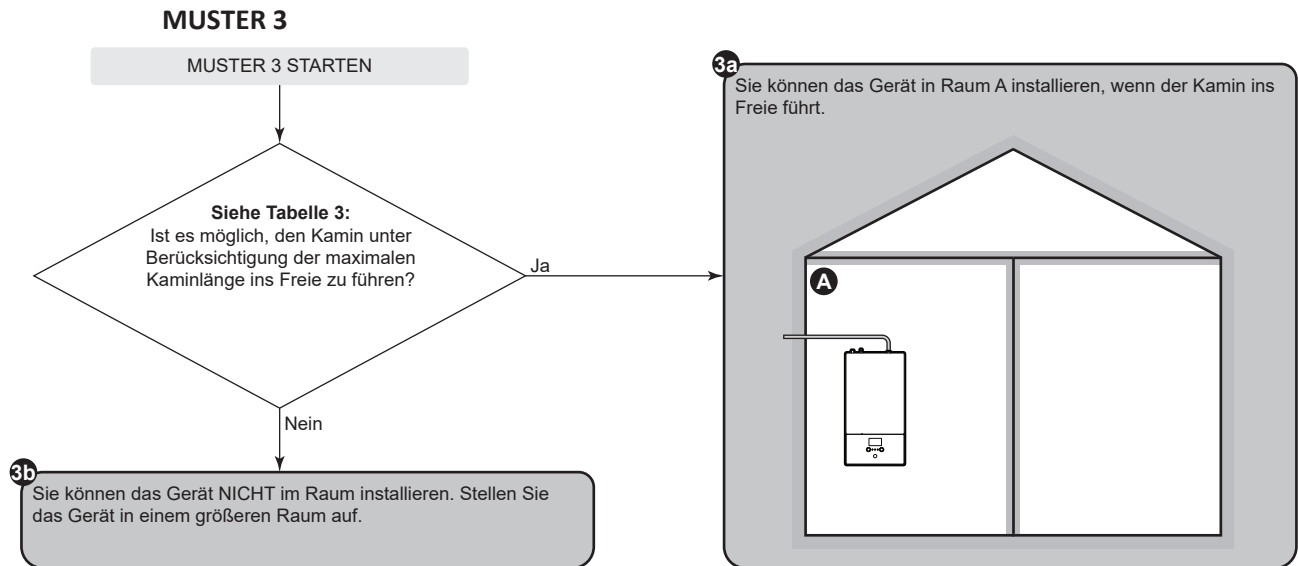 MUSTER 3
MUSTER 3 STARTEN
Siehe Tabelle 3:
Ist es möglich, den Kamin unter
Berücksichtigung der maximalen
Kaminlänge ins Freie zu führen?
Ja
Nein
3a
Sie können das Gerät in Raum A installieren, wenn der Kamin ins
Freie führt.
A
3b
Sie können das Gerät NICHT im Raum installieren. Stellen Sie
das Gerät in einem größeren Raum auf.